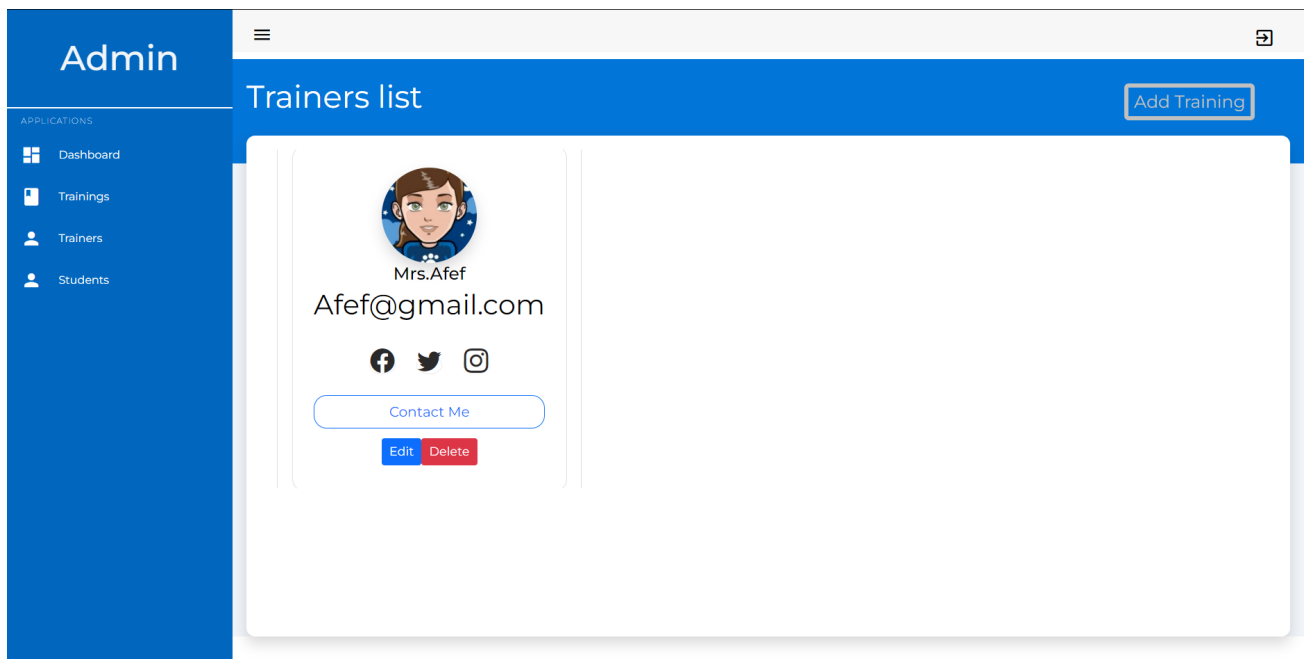 Admin
APPLICATIONS
Dashboard
Trainings
Trainers
Students
Trainers list
Add Training
Mrs.Afef
Afef@gmail.com
Contact Me
Edit Delete